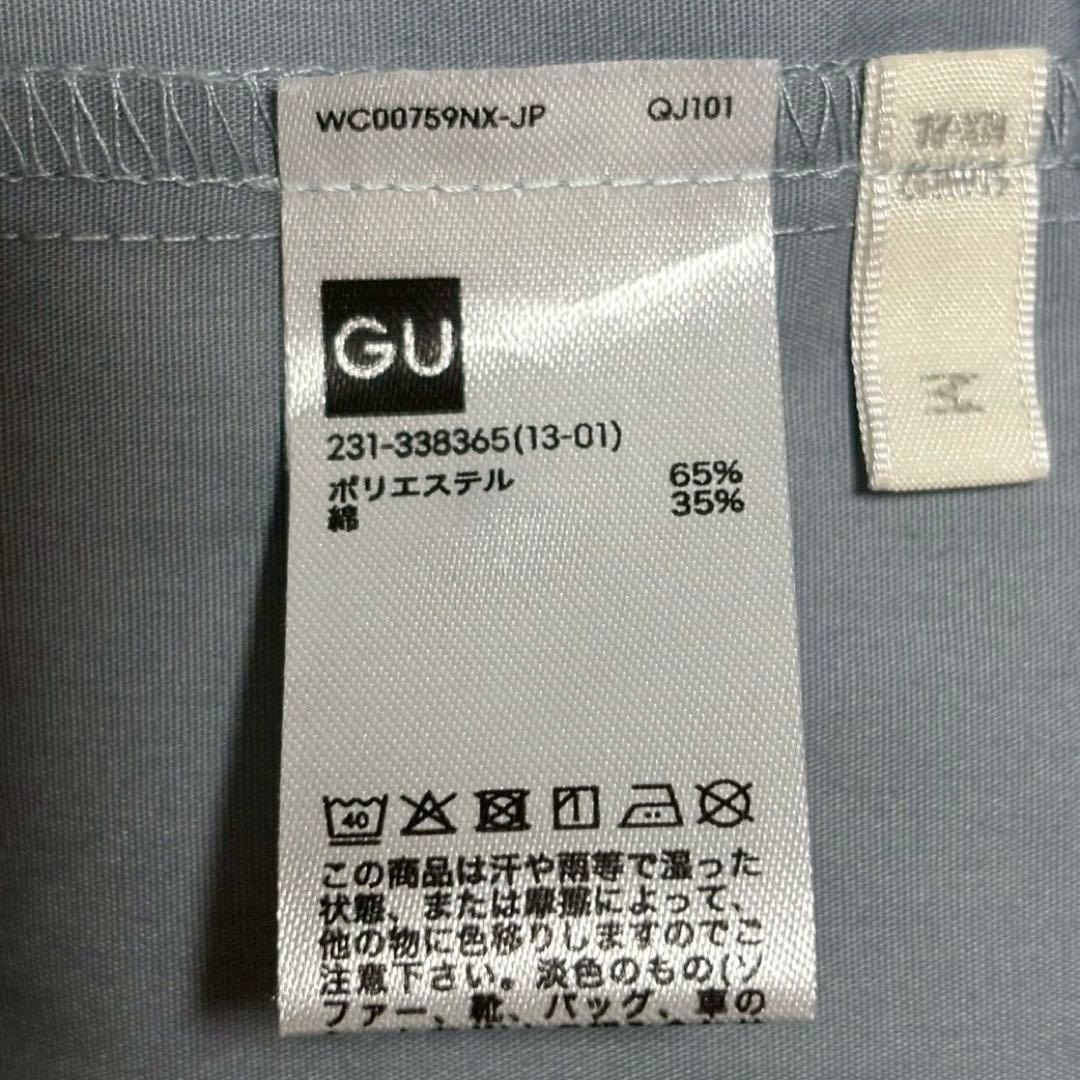 WC00759NX-JP QJ101
GU
231-338365(13-01)
ポリエステル 65%
綿 35%
40
この商品は汗や雨等で湿った
状態、または摩擦によって、
他の物に色移りしますのでご
注意下さい。淡色のもの(ソ
ファー、靴、バッグ、車の
M